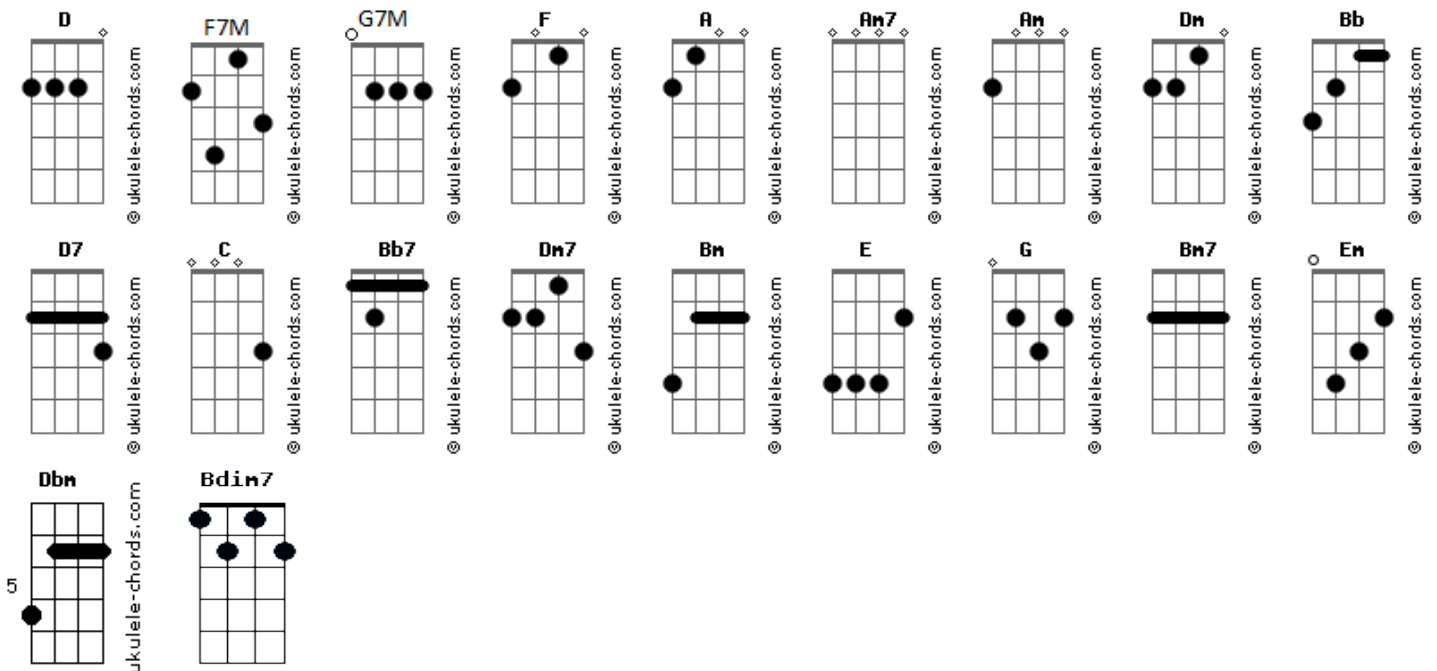 D F7M G7M F A Am7 Am Dm Bb
© ukulele-chords.com © ukulele-chords.com © ukulele-chords.com © ukulele-chords.com © ukulele-chords.com © ukulele-chords.com © ukulele-chords.com © ukulele-chords.com © ukulele-chords.com
D7 C Bb7 Dm7 Bm E G Bm7 Em
© ukulele-chords.com © ukulele-chords.com © ukulele-chords.com © ukulele-chords.com © ukulele-chords.com © ukulele-chords.com © ukulele-chords.com © ukulele-chords.com © ukulele-chords.com
Dbm Bdim7
5
ukulele-chords.com